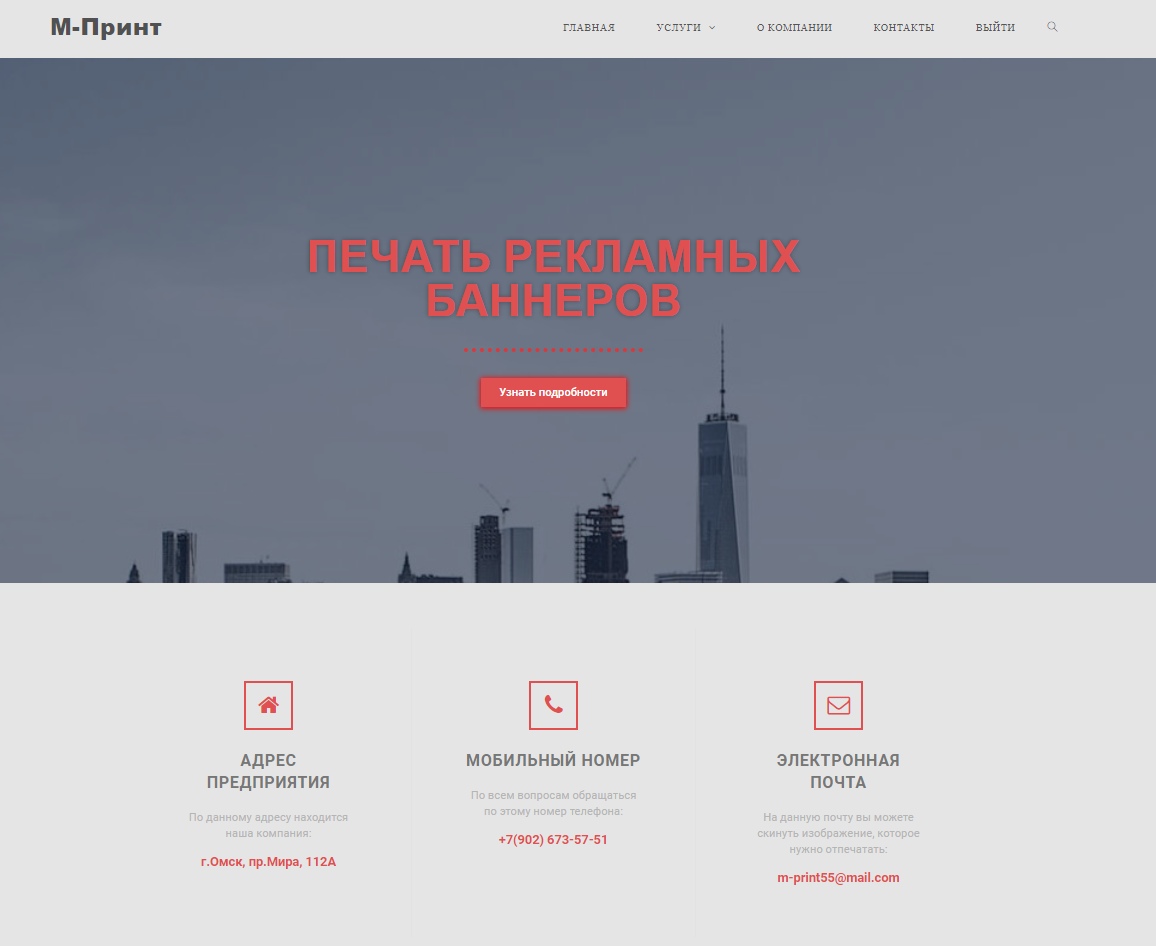 М-Принт
ГЛАВНАЯ УСЛУГИ О КОМПАНИИ КОНТАКТЫ ВЫЙТИ
ПЕЧАТЬ РЕКЛАМНЫХ
БАННЕРОВ
Узнать подробности
АДРЕС
ПРЕДПРИЯТИЯ
По данному адресу находится
наша компания:
г.Омск, пр.Мира, 112А
МОБИЛЬНЫЙ НОМЕР
По всем вопросам обращаться
по этому номер телефона:
+7(902) 673-57-51
ЭЛЕКТРОННАЯ
ПОЧТА
На данную почту вы можете
скинуть изображение, которое
нужно отпечатать:
m-print55@mail.com